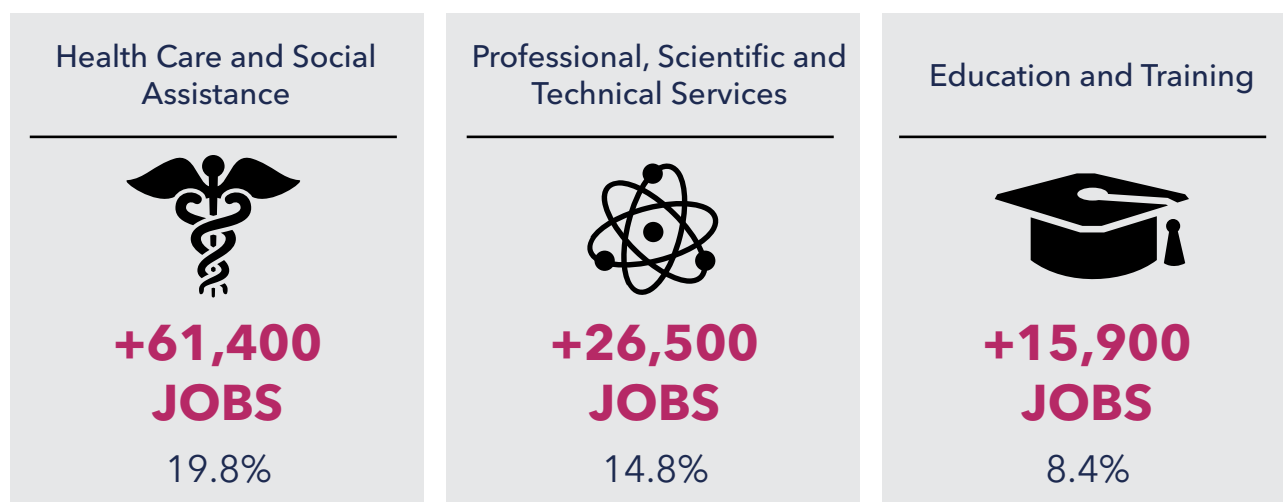 Health Care and Social
Assistance
+61,400
JOBS
19.8%
Professional, Scientific and
Technical Services
+26,500
JOBS
14.8%
Education and Training
+15,900
JOBS
8.4%